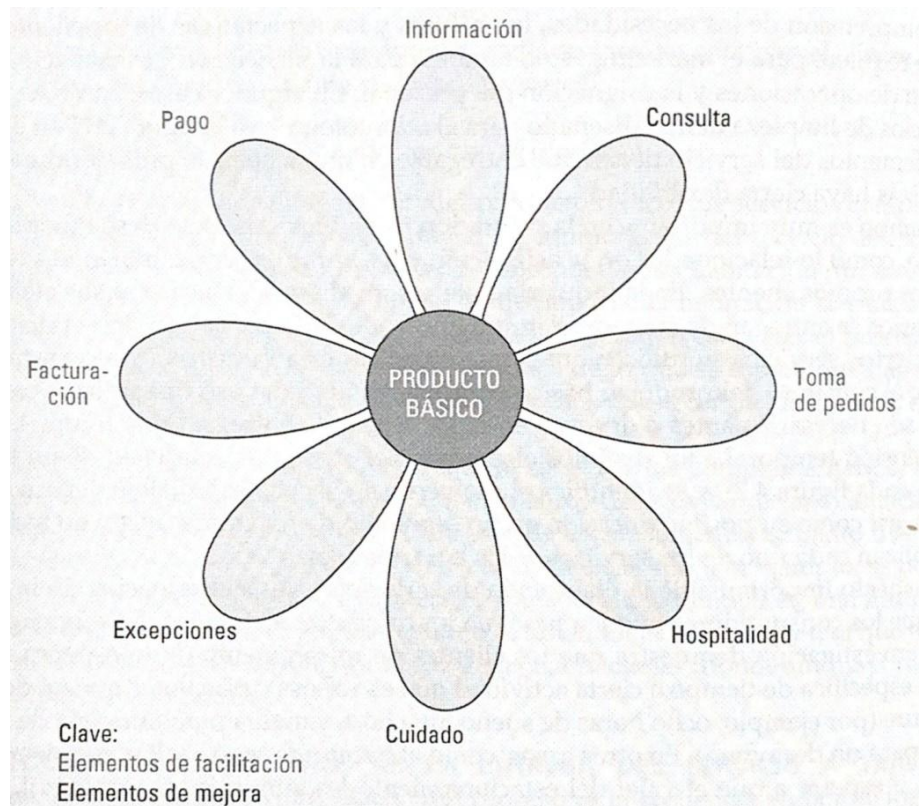 Información
Pago
Consulta
Factura-
ción
PRODUCTO
BÁSICO
Toma
de pedidos
Excepciones
Hospitalidad
Cuidado
Clave:
Elementos de facilitación
Elementos de mejora